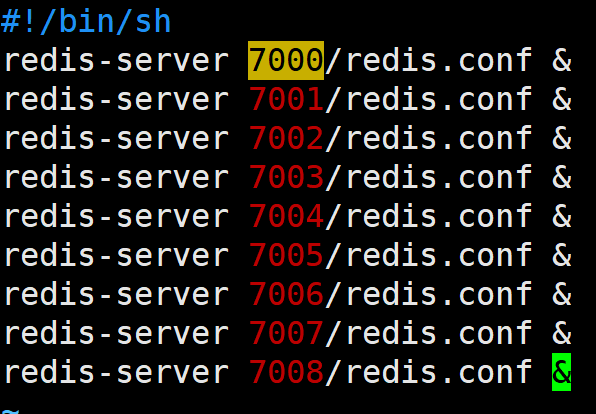 #!/bin/sh
redis-server 7000/redis.conf &
redis-server 7001/redis.conf &
redis-server 7002/redis.conf &
redis-server 7003/redis.conf &
redis-server 7004/redis.conf &
redis-server 7005/redis.conf &
redis-server 7006/redis.conf &
redis-server 7007/redis.conf &
redis-server 7008/redis.conf &
~